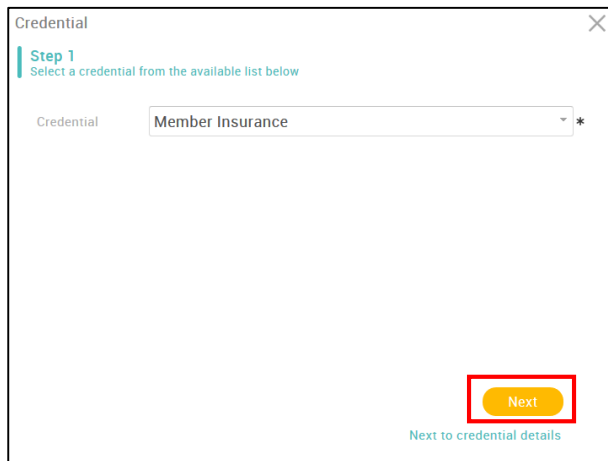 Credential
Step 1
Select a credential from the available list below
Credential
Member Insurance
*
Next
Next to credential details